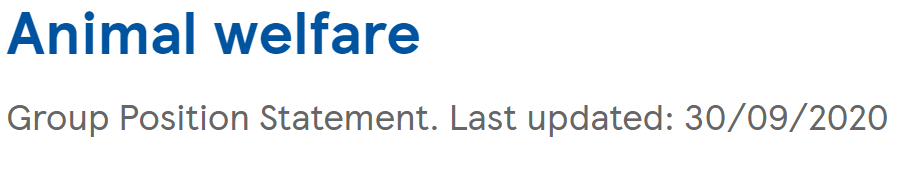 Animal welfare
Group Position Statement. Last updated: 30/09/2020